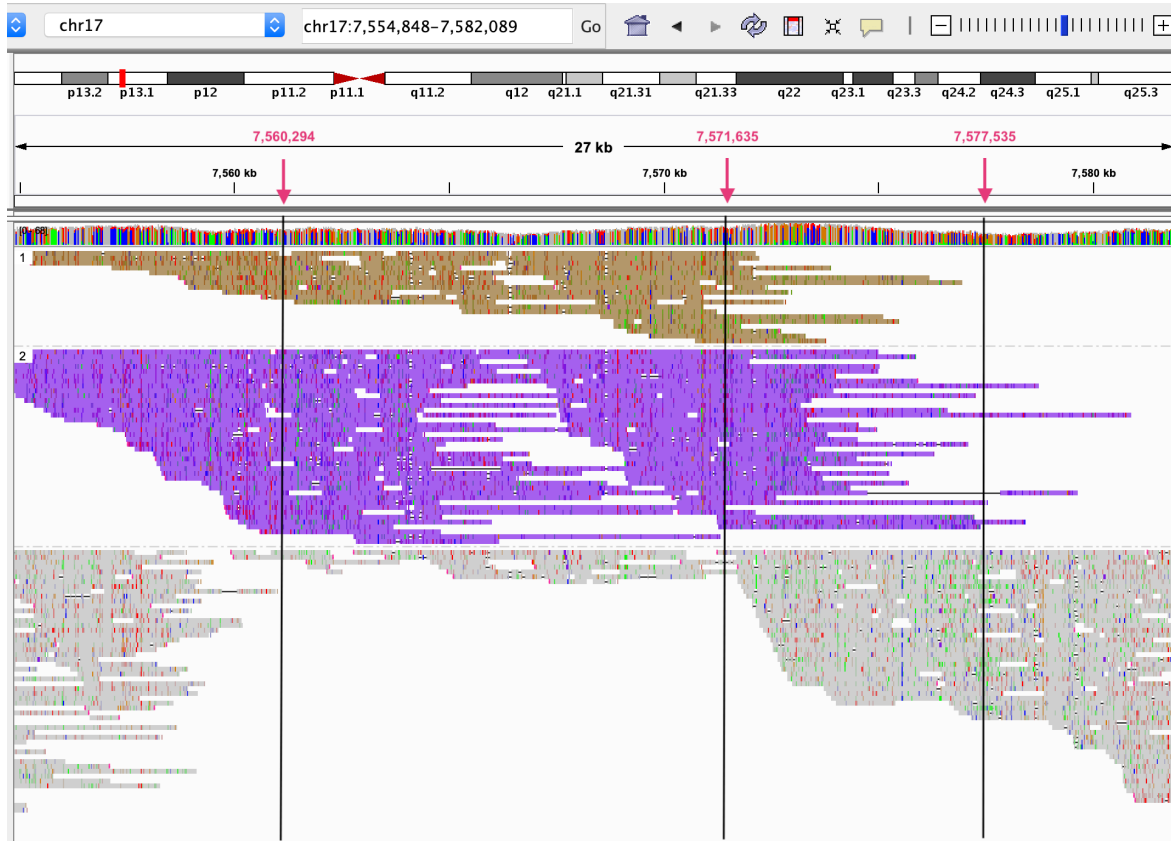 chr17 chr17:7,554,848–7,582,089 Go
p13.2 p13.1 p12 p11.2 p11.1 q11.2 q12 q21.1 q21.31 q21.33 q22 q23.1 q23.3 q24.2 q24.3 q25.1 q25.3
7,560,294 7,571,635 7,577,535
27 kb
7,560 kb 7,570 kb 7,580 kb
[0 - 68]
1
2